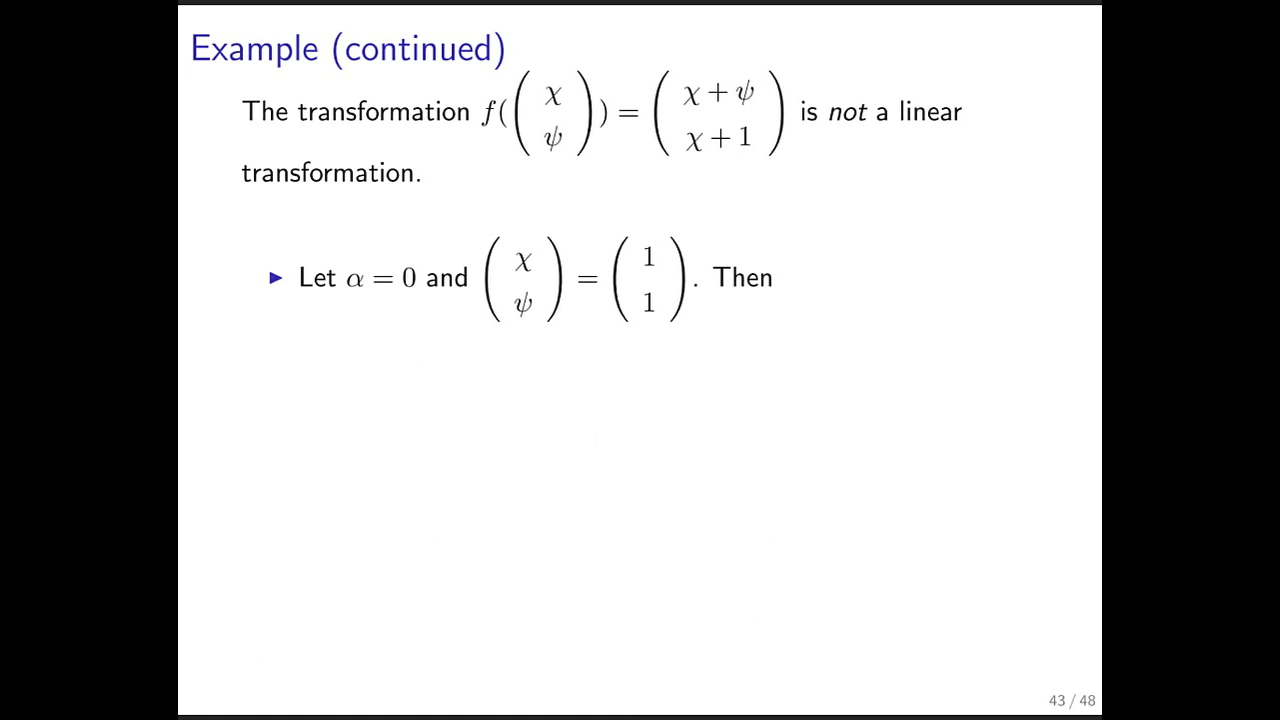 Example (continued)
The transformation f( ( χ ψ ) ) = ( χ + ψ χ + 1 ) is not a linear
transformation.
▶ Let α = 0 and ( χ ψ ) = ( 1 1 ) . Then
43 / 48